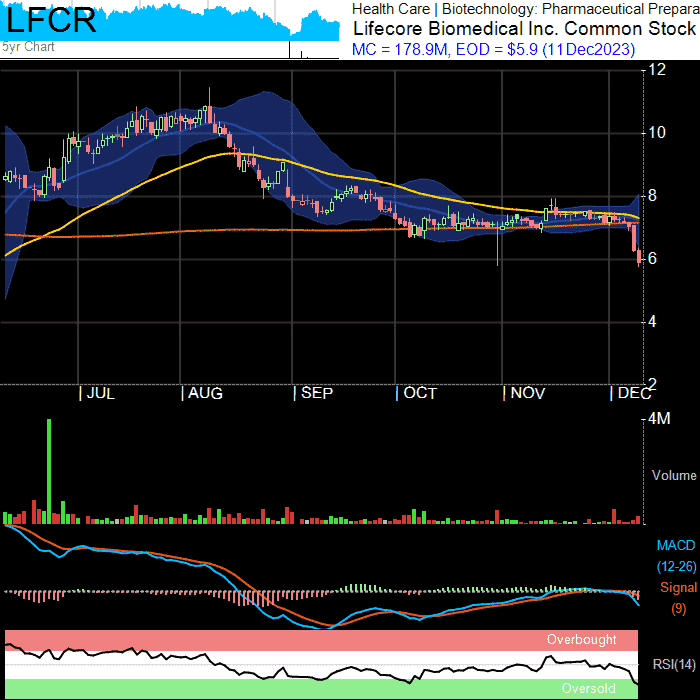 LFCR
5yr Chart
Health Care | Biotechnology: Pharmaceutical Prepara
Lifecore Biomedical Inc. Common Stock
MC = 178.9M, EOD = $5.9 (11Dec2023)
12
10
8
6
4
2
| JUL
| AUG
| SEP
| OCT
| NOV
| DEC
4M
Volume
MACD
(12-26)
Signal
(9)
Overbought
RSI(14)
Oversold